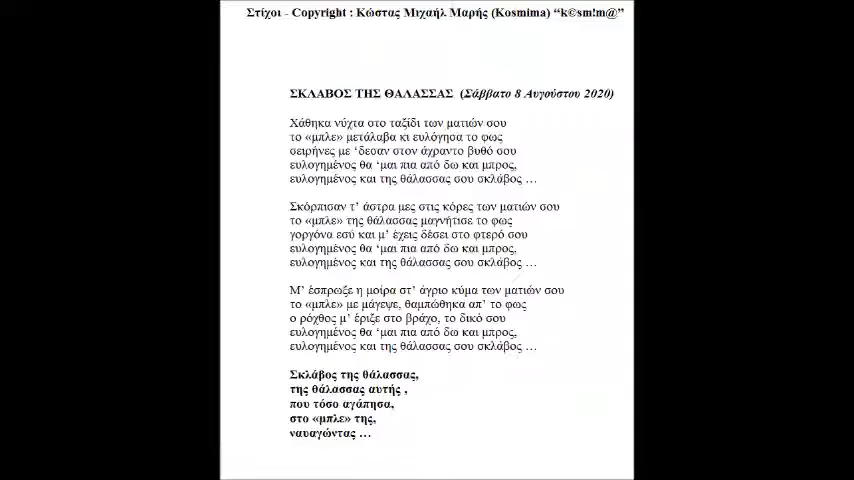 Στίχοι - Copyright : Κώστας Μιχαήλ Μαρής (Kosmima) “k©sm!m@”
ΣΚΛΑΒΟΣ ΤΗΣ ΘΑΛΑΣΣΑΣ (Σάββατο 8 Αυγούστου 2020)
Χάθηκα νύχτα στο ταξίδι των ματιών σου
το «μπλε» μετάλαβα κι ευλόγησα το φως
σειρήνες με ‘δεσαν στον άχραντο βυθό σου
ευλογημένος θα ‘μαι πια από δω και μπρος,
ευλογημένος και της θάλασσας σου σκλάβος …
Σκόρπισαν τ’ άστρα μες στις κόρες των ματιών σου
το «μπλε» της θάλασσας μαγνήτισε το φως
γοργόνα εσύ και μ’ έχεις δέσει στο φτερό σου
ευλογημένος θα ‘μαι πια από δω και μπρος,
ευλογημένος και της θάλασσας σου σκλάβος …
Μ’ έσπρωξε η μοίρα στ’ άγριο κύμα των ματιών σου
το «μπλε» με μάγεψε, θαμπώθηκα απ’ το φως
ο ρόχθος μ’ έριξε στο βράχο, το δικό σου
ευλογημένος θα ‘μαι πια από δω και μπρος,
ευλογημένος και της θάλασσας σου σκλάβος …
Σκλάβος της θάλασσας,
της θάλασσας αυτής ,
που τόσο αγάπησα,
στο «μπλε» της,
ναυαγώντας …